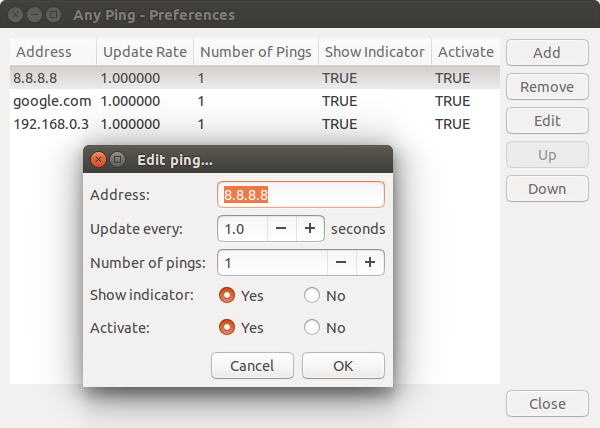 Any Ping - Preferences
Address Update Rate Number of Pings Show Indicator Activate
8.8.8.8 1.000000 1 TRUE TRUE
google.com 1.000000 1 TRUE TRUE
192.168.0.3 1.000000 1 TRUE TRUE
Add
Remove
Edit
Up
Down
Edit ping...
Address: 8.8.8.8
Update every: 1.0 − + seconds
Number of pings: 1 − +
Show indicator: Yes No
Activate: Yes No
Cancel OK
Close